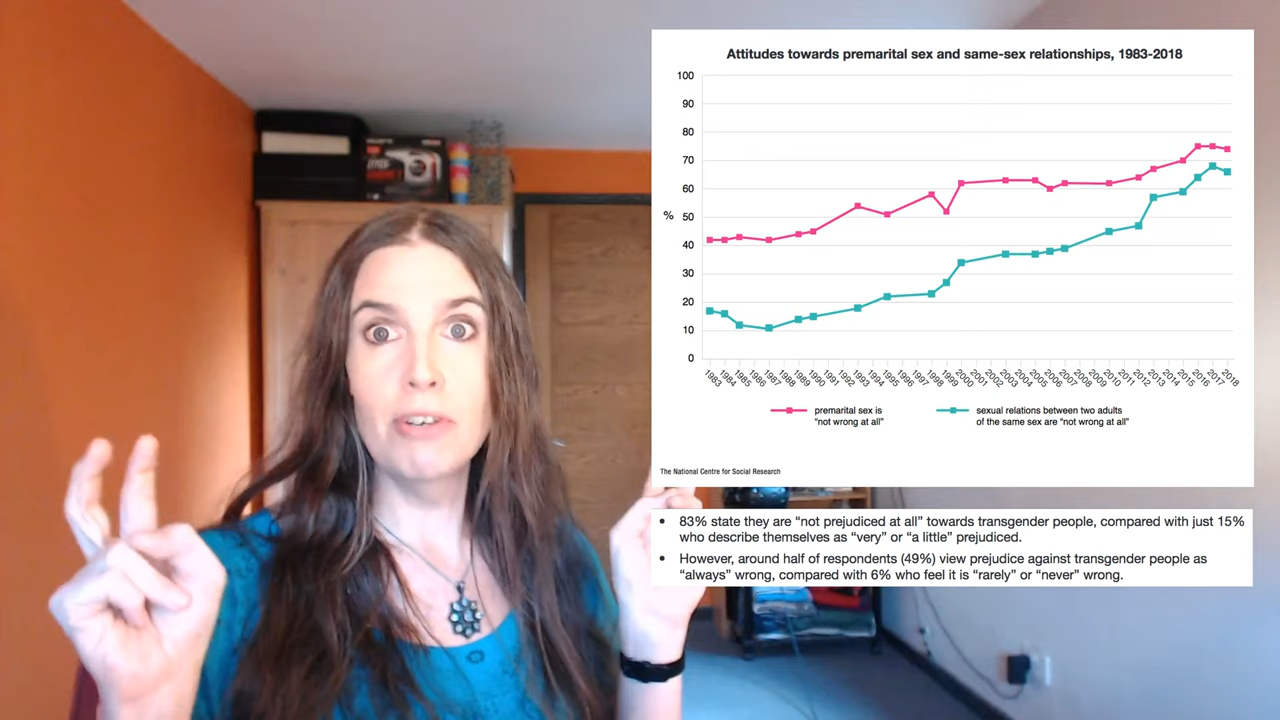 Attitudes towards premarital sex and same-sex relationships, 1983-2018
100
90
80
70
60
50
40
30
20
10
0
%
1983 1984 1985 1986 1987 1988 1989 1990 1991 1992 1993 1994 1995 1996 1997 1998 1999 2000 2001 2002 2003 2004 2005 2006 2007 2008 2009 2010 2011 2012 2013 2014 2015 2016 2017 2018
premarital sex is
"not wrong at all"
sexual relations between two adults
of the same sex are "not wrong at all"
The National Centre for Social Research
• 83% state they are "not prejudiced at all" towards transgender people, compared with just 15%
who describe themselves as "very" or "a little" prejudiced.
• However, around half of respondents (49%) view prejudice against transgender people as
"always" wrong, compared with 6% who feel it is "rarely" or "never" wrong.